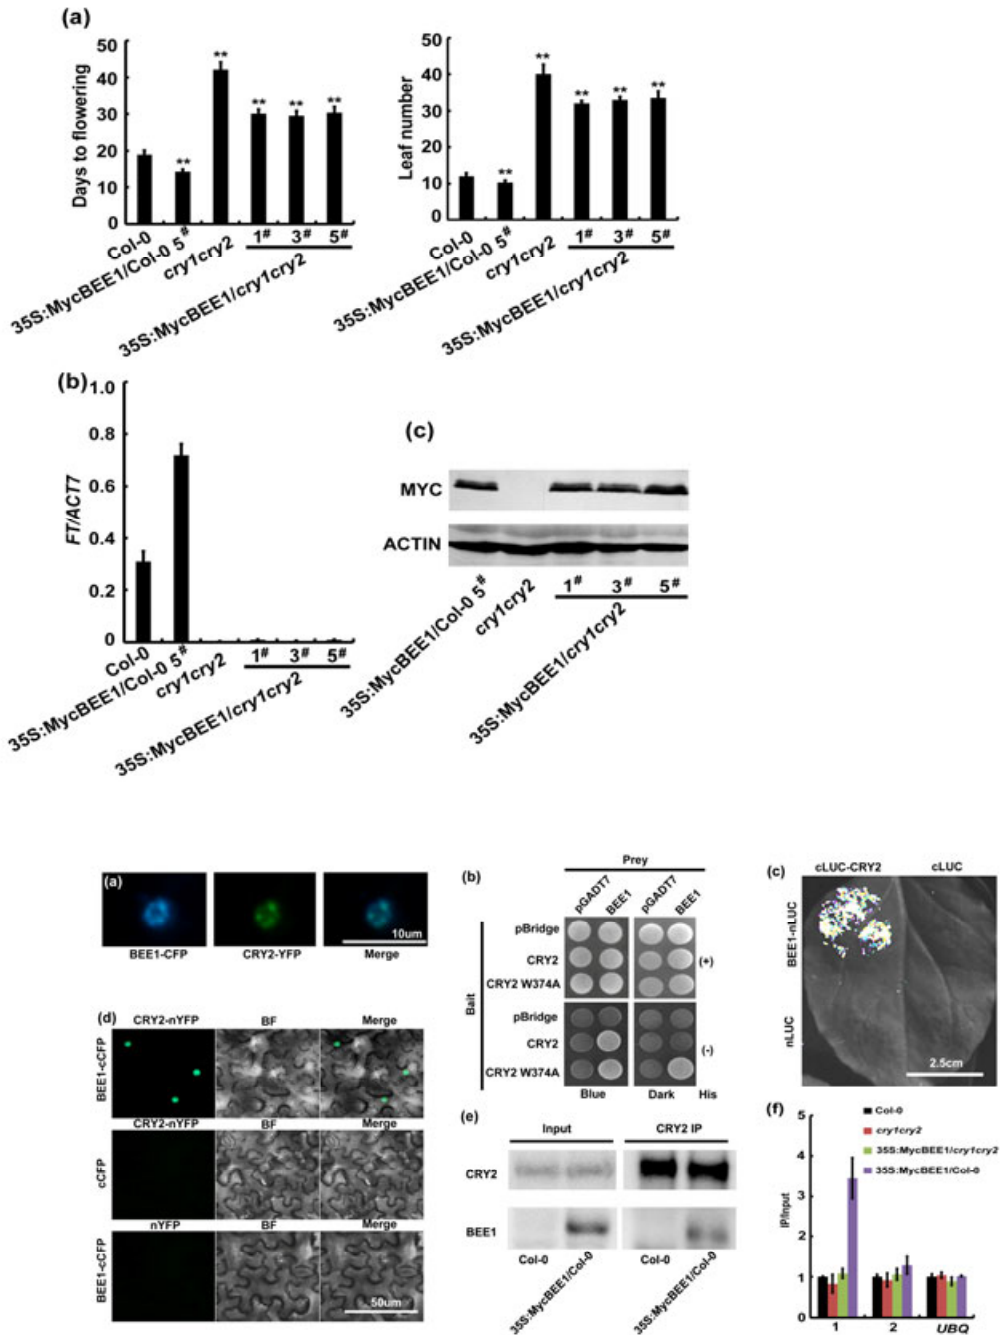 (a)
50
40
30
20
10
0
Days to flowering
**
**
**
**
**
Col-0
35S:MycBEE1/Col-0 5#
cry1cry2
1# 3# 5#
35S:MycBEE1/cry1cry2
50
40
30
20
10
0
Leaf number
**
**
**
**
**
Col-0
35S:MycBEE1/Col-0 5#
cry1cry2
1# 3# 5#
35S:MycBEE1/cry1cry2
(b)
1.0
0.8
0.6
0.4
0.2
0
FT/ACT7
Col-0
35S:MycBEE1/Col-0 5#
cry1cry2
1# 3# 5#
35S:MycBEE1/cry1cry2
(c)
MYC
ACTIN
35S:MycBEE1/Col-0 5#
cry1cry2
1# 3# 5#
35S:MycBEE1/cry1cry2
(a)
10um
BEE1-CFP CRY2-YFP Merge
(b)
Prey
pGADT7 BEE1 pGADT7 BEE1
Bait
pBridge
CRY2 (+)
CRY2 W374A
pBridge
CRY2 (-)
CRY2 W374A
Blue Dark His
(c)
cLUC-CRY2 cLUC
BEE1-nLUC
nLUC
2.5cm
(d)
CRY2-nYFP BF Merge
BEE1-cCFP
CRY2-nYFP BF Merge
cCFP
nYFP BF Merge
BEE1-cCFP
50um
(e)
Input CRY2 IP
CRY2
BEE1
Col-0
35S:MycBEE1/Col-0
Col-0
35S:MycBEE1/Col-0
(f)
5
4
3
2
1
0
IP/Input
Col-0
cry1cry2
35S:MycBEE1/cry1cry2
35S:MycBEE1/Col-0
1 2 UBQ